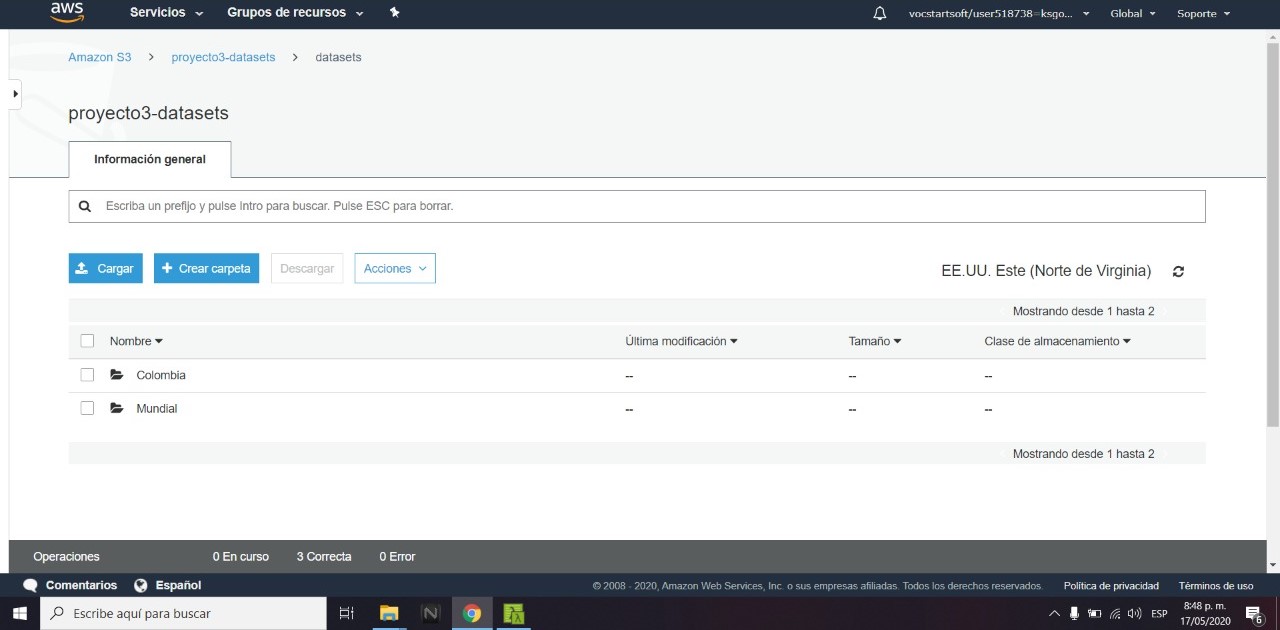 aws
Servicios
Grupos de recursos
vocstartsoft/user518738=ksgo...
Global
Soporte
Amazon S3 > proyecto3-datasets > datasets
proyecto3-datasets
Información general
Escriba un prefijo y pulse Intro para buscar. Pulse ESC para borrar.
Cargar
+ Crear carpeta
Descargar
Acciones
EE.UU. Este (Norte de Virginia)
Mostrando desde 1 hasta 2
Nombre
Última modificación
Tamaño
Clase de almacenamiento
Colombia -- -- --
Mundial -- -- --
Mostrando desde 1 hasta 2
Operaciones
0 En curso
3 Correcta
0 Error
Comentarios
Español
© 2008 - 2020, Amazon Web Services, Inc. o sus empresas afiliadas. Todos los derechos reservados.
Política de privacidad
Términos de uso
Escribe aquí para buscar
N
ESP
8:48 p. m.
17/05/2020
6